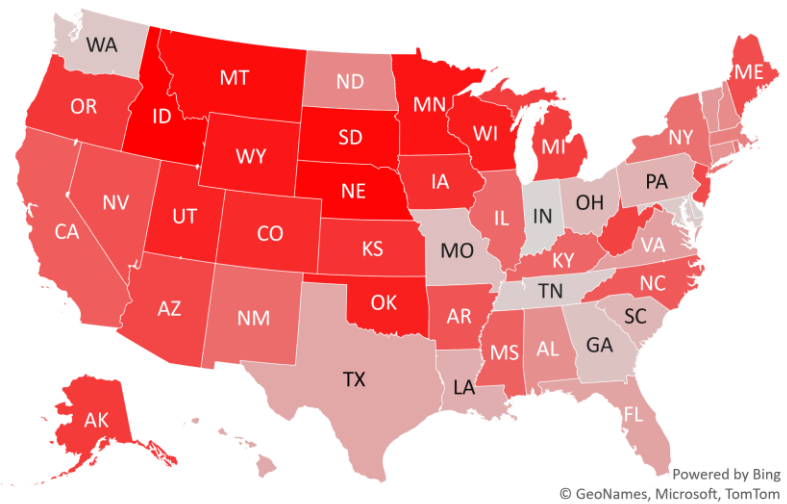 WA
MT
ND
MN
ME
OR
ID
SD
WI
MI
NY
WY
NE
IA
PA
NV
UT
CO
IL
IN
OH
CA
KS
MO
KY
VA
AZ
NM
OK
AR
TN
NC
TX
LA
MS
AL
GA
SC
AK
FL
Powered by Bing
© GeoNames, Microsoft, TomTom